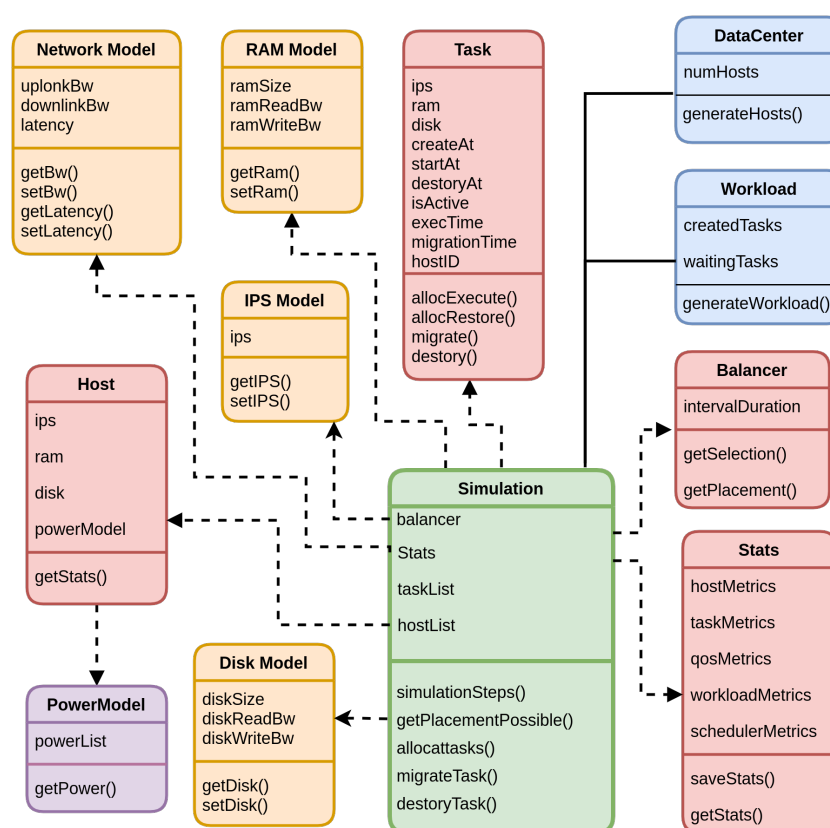 Network Model
uplonkBw
downlinkBw
latency
getBw()
setBw()
getLatency()
setLatency()
RAM Model
ramSize
ramReadBw
ramWriteBw
getRam()
setRam()
Task
ips
ram
disk
createAt
startAt
destoryAt
isActive
execTime
migrationTime
hostID
allocExecute()
allocRestore()
migrate()
destory()
DataCenter
numHosts
generateHosts()
Workload
createdTasks
waitingTasks
generateWorkload()
IPS Model
ips
getIPS()
setIPS()
Host
ips
ram
disk
powerModel
getStats()
Balancer
intervalDuration
getSelection()
getPlacement()
Simulation
balancer
Stats
taskList
hostList
simulationSteps()
getPlacementPossible()
allocattasks()
migrateTask()
destoryTask()
Stats
hostMetrics
taskMetrics
qosMetrics
workloadMetrics
schedulerMetrics
saveStats()
getStats()
Disk Model
diskSize
diskReadBw
diskWriteBw
getDisk()
setDisk()
PowerModel
powerList
getPower()